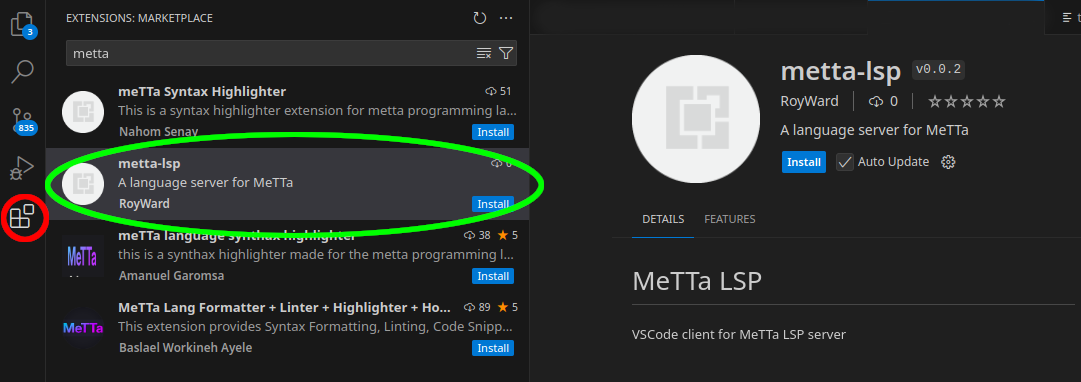 EXTENSIONS: MARKETPLACE
metta
3
835
meTTa Syntax Highlighter 51
This is a syntax highlighter extension for metta programming la...
Nahom Senay Install
metta-lsp
A language server for MeTTa
RoyWard Install
meTTa language synthax highlighter 38 ★ 5
this is a synthax highlighter made for the metta programming l...
Amanuel Garomsa Install
MeTTa
MeTTa Lang Formatter + Linter + Highlighter + Ho... 89 ★ 5
This extension provides Syntax Formatting, Linting, Code Snipp...
Baslael Workineh Ayele Install
MeTTa
metta-lsp v0.0.2
RoyWard 0 ☆☆☆☆☆
A language server for MeTTa
Install Auto Update
DETAILS FEATURES
MeTTa LSP
VSCode client for MeTTa LSP server